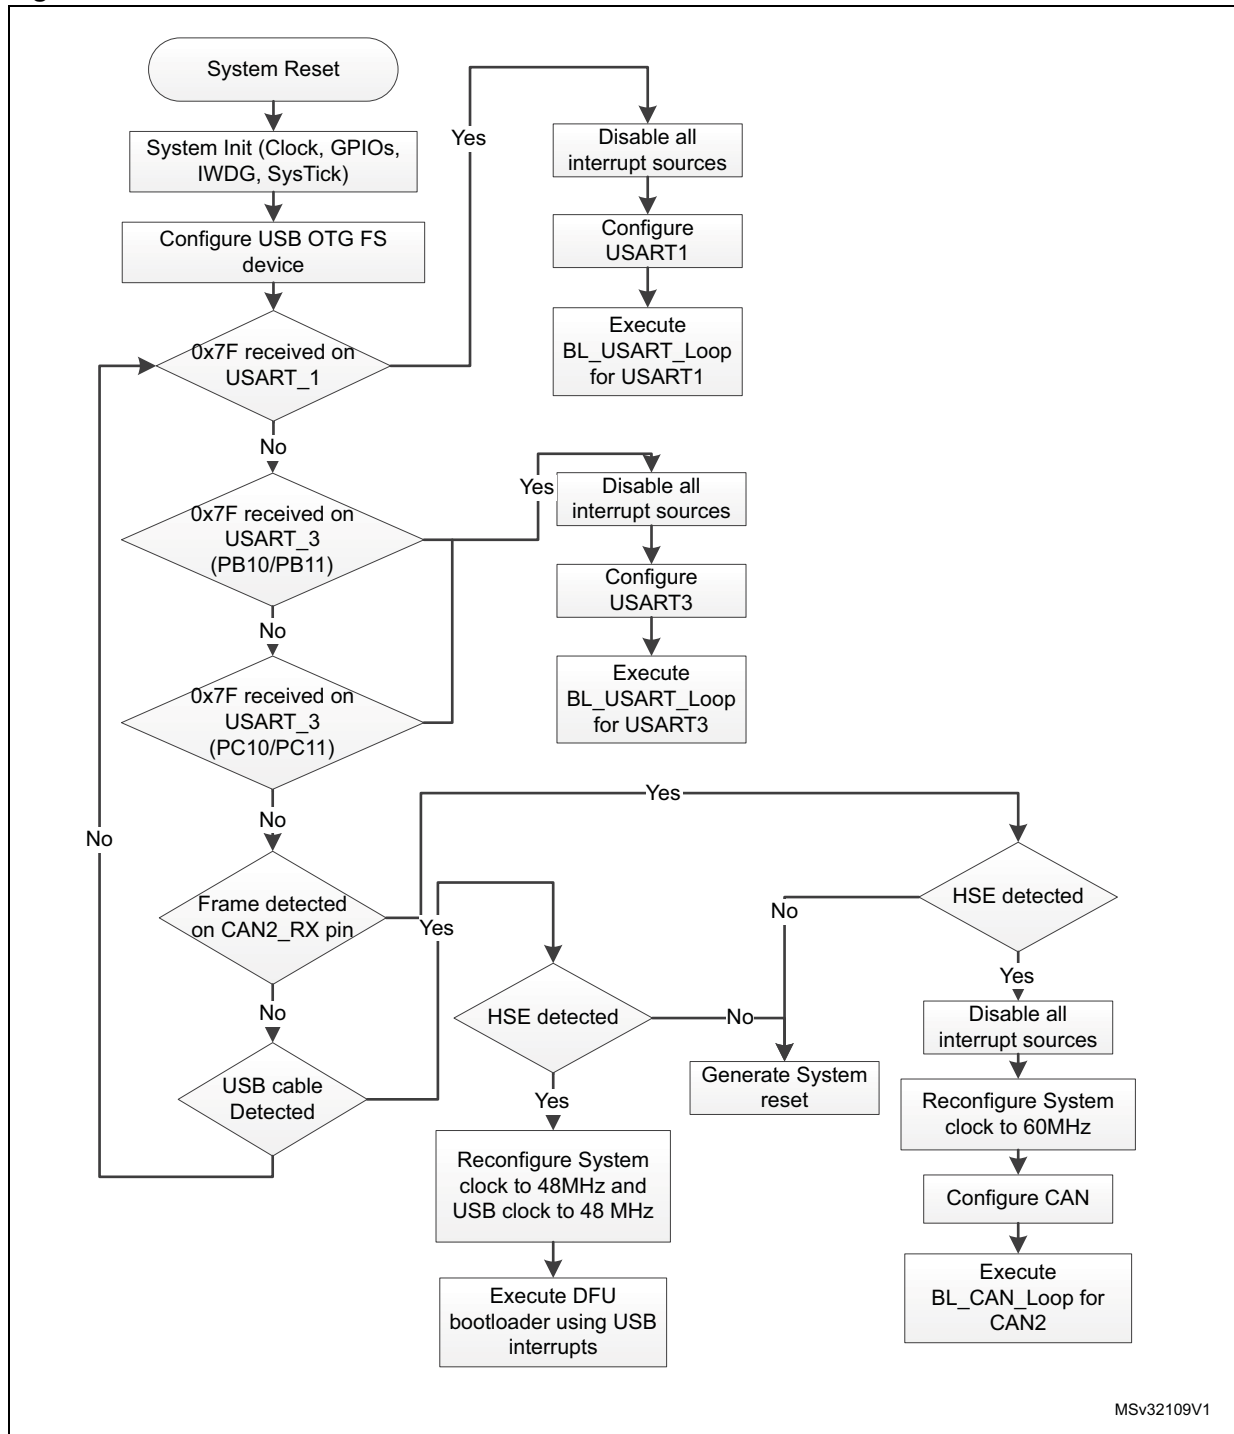 System Reset
System Init (Clock, GPIOs,
IWDG, SysTick)
Configure USB OTG FS
device
0x7F received on
USART_1
Yes
Disable all
interrupt sources
Configure
USART1
Execute
BL_USART_Loop
for USART1
No
0x7F received on
USART_3
(PB10/PB11)
Yes
Disable all
interrupt sources
Configure
USART3
Execute
BL_USART_Loop
for USART3
No
0x7F received on
USART_3
(PC10/PC11)
No
Yes
No
Frame detected
on CAN2_RX pin
Yes
HSE detected
No
No
HSE detected
No
Yes
Disable all
interrupt sources
USB cable
Detected
Generate System
reset
Yes
Reconfigure System
clock to 60MHz
Reconfigure System
clock to 48MHz and
USB clock to 48 MHz
Configure CAN
Execute DFU
bootloader using USB
interrupts
Execute
BL_CAN_Loop for
CAN2
MSv32109V1